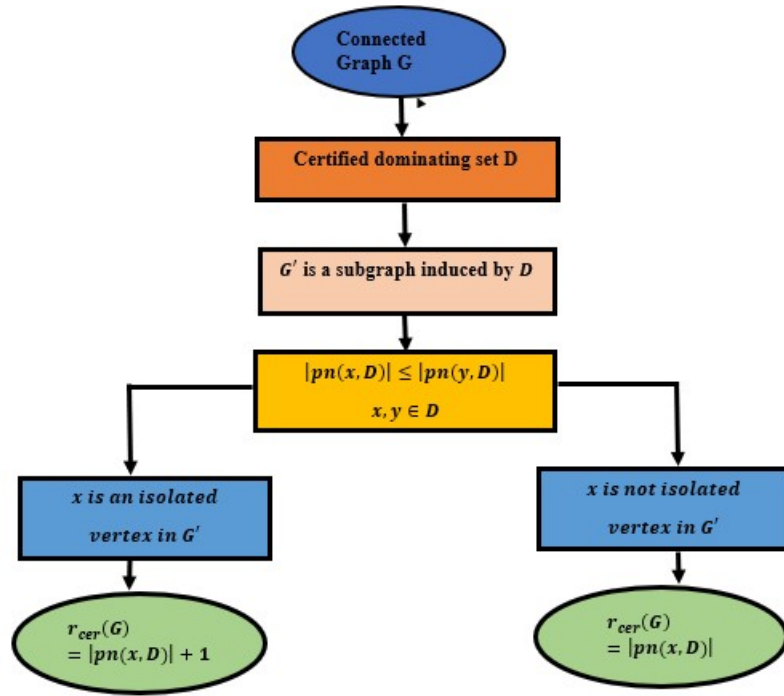 Connected
Graph G
Certified dominating set D
G′ is a subgraph induced by D
|pn(x, D)| ≤ |pn(y, D)|
x, y ∈ D
x is an isolated
vertex in G′
x is not isolated
vertex in G′
r_cer(G)
= |pn(x, D)| + 1
r_cer(G)
= |pn(x, D)|